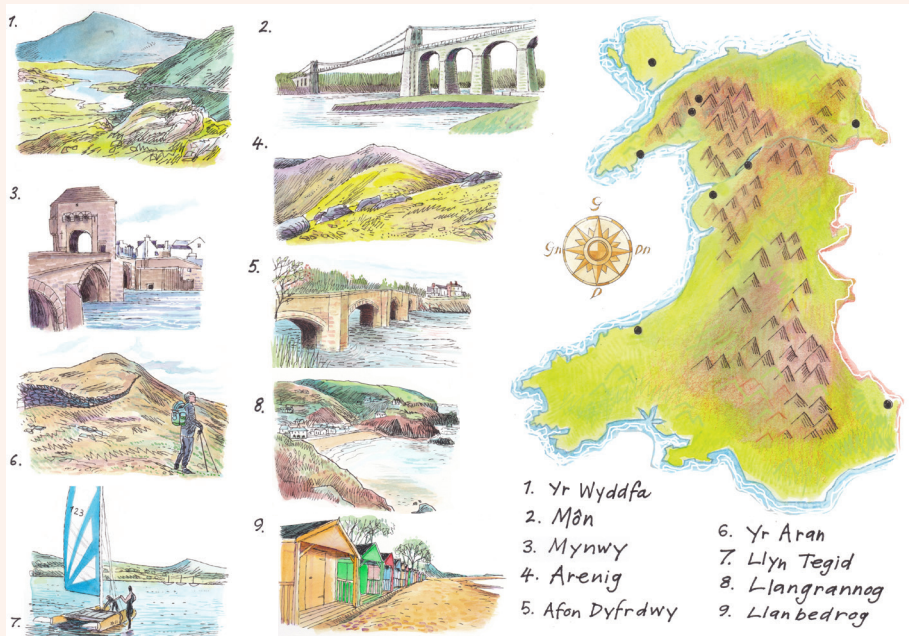 1.
2.
3.
4.
5.
6.
7.
8.
9.
123
G
Gn
Dn
D
1. Yr Wyddfa
2. Môn
3. Mynwy
4. Arenig
5. Afon Dyfrdwy
6. Yr Aran
7. Llyn Tegid
8. Llangrannog
9. Llanbedrog